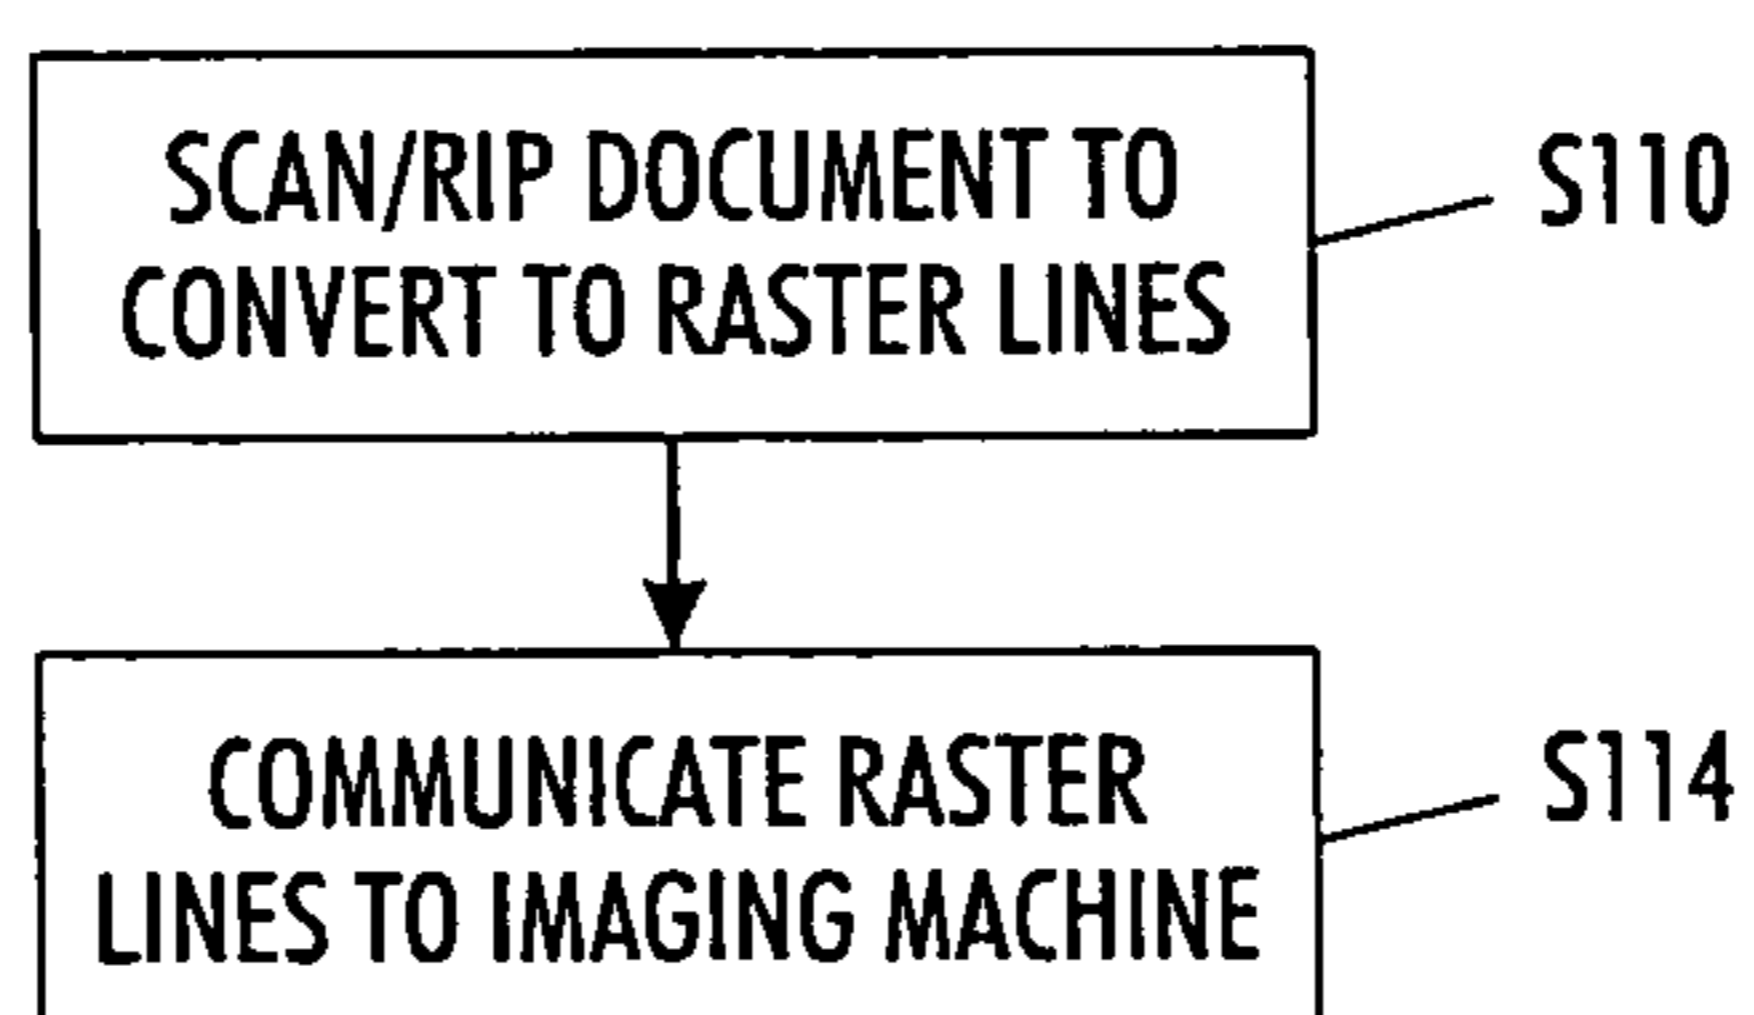 SCAN/RIP DOCUMENT TO
CONVERT TO RASTER LINES
S110
COMMUNICATE RASTER
LINES TO IMAGING MACHINE
S114